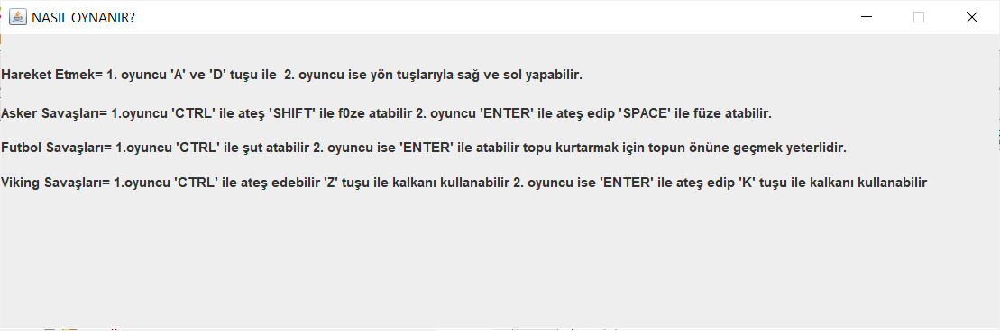 NASIL OYNANIR?
Hareket Etmek= 1. oyuncu 'A' ve 'D' tuşu ile  2. oyuncu ise yön tuşlarıyla sağ ve sol yapabilir.
Asker Savaşları= 1.oyuncu 'CTRL' ile ateş 'SHIFT' ile f0ze atabilir 2. oyuncu 'ENTER' ile ateş edip 'SPACE' ile füze atabilir.
Futbol Savaşları= 1.oyuncu 'CTRL' ile şut atabilir 2. oyuncu ise 'ENTER' ile atabilir topu kurtarmak için topun önüne geçmek yeterlidir.
Viking Savaşları= 1.oyuncu 'CTRL' ile ateş edebilir 'Z' tuşu ile kalkanı kullanabilir 2. oyuncu ise 'ENTER' ile ateş edip 'K' tuşu ile kalkanı kullanabilir